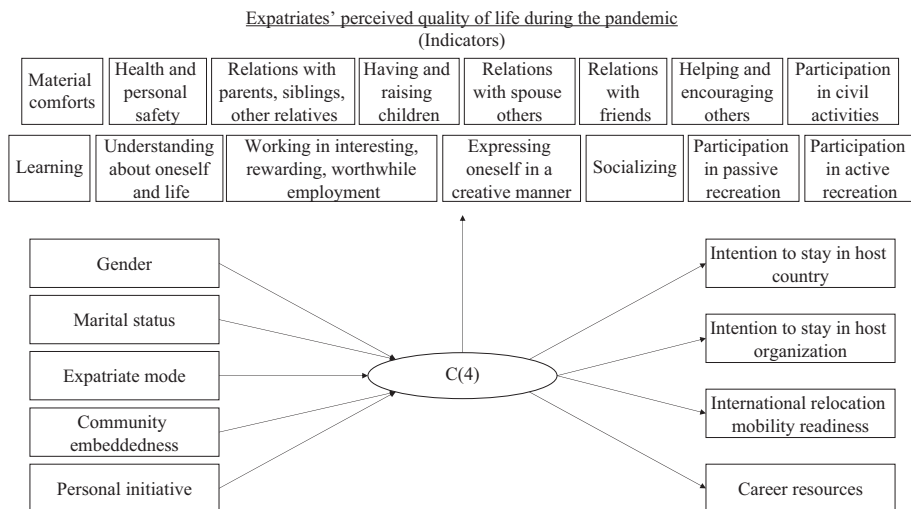 Expatriates' perceived quality of life during the pandemic
(Indicators)
Material
comforts
Health and
personal
safety
Relations with
parents, siblings,
other relatives
Having and
raising
children
Relations
with spouse
others
Relations
with
friends
Helping and
encouraging
others
Participation
in civil
activities
Learning
Understanding
about oneself
and life
Working in interesting,
rewarding, worthwhile
employment
Expressing
oneself in a
creative manner
Socializing
Participation
in passive
recreation
Participation
in active
recreation
Gender
Marital status
Expatriate mode
Community
embeddedness
Personal initiative
C(4)
Intention to stay in host
country
Intention to stay in host
organization
International relocation
mobility readiness
Career resources